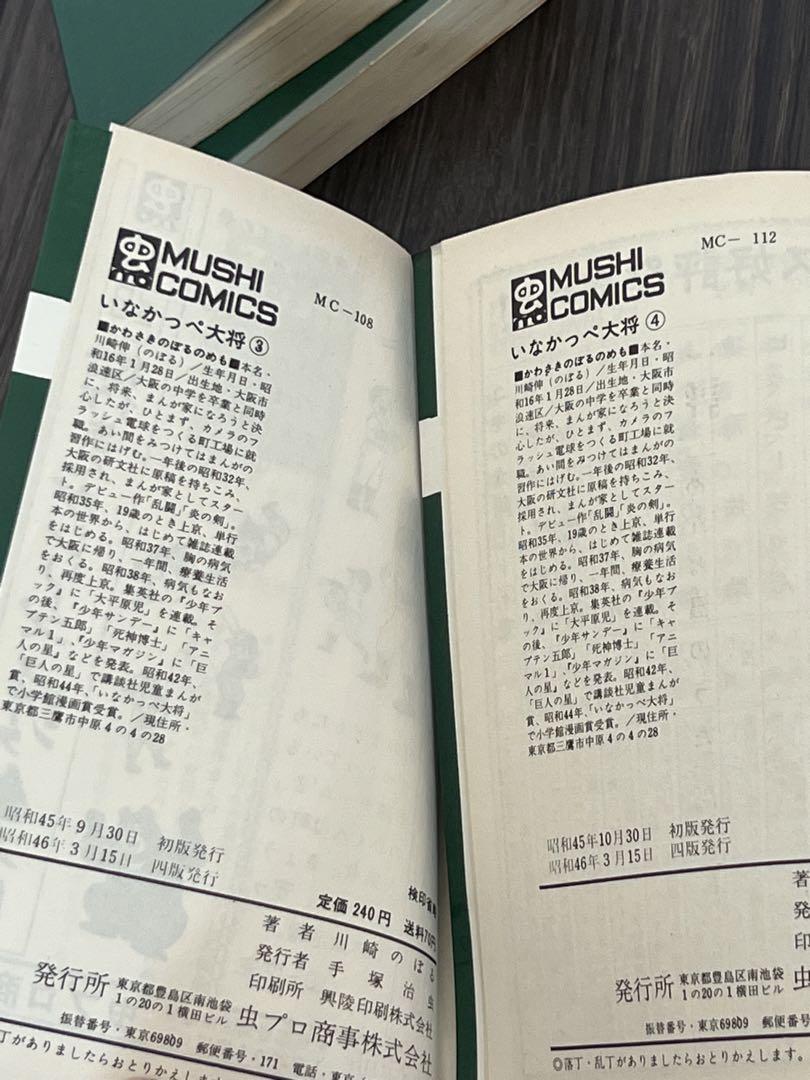 MUSHI
COMICS
MC-108
いなかっぺ大将③
■かわさきのぼるのめも■本名・
川崎伸（のぼる）／生年月日・昭
和16年1月28日／出生地・大阪市
浪速区／大阪の中学を卒業と同時
に、将来、まんが家になろうと決
心したが、ひとまず、カメラのフ
ラッシュ電球をつくる町工場に就
職。あい間をみつけてはまんがの
習作にはげむ。一年後の昭和32年、
大阪の研文社に原稿を持ちこみ、
採用され、まんが家としてスター
ト。デビュー作「乱闘」「炎の剣」。
昭和35年、19歳のとき上京、単行
本の世界から、はじめて雑誌連載
をはじめる。昭和37年、胸の病気
で大阪に帰り、一年間、療養生活
をおくる。昭和38年、病気もなお
り、再度上京。集英社の『少年ブ
ック』に「大平原児」を連載。そ
の後、『少年サンデー』に「キャ
プテン五郎」「死神博士」「アニ
マル1」、『少年マガジン』に「巨
人の星」などを発表。昭和42年、
「巨人の星」で講談社児童まんが
賞、昭和44年、「いなかっぺ大将」
で小学館漫画賞受賞。／現住所・
東京都三鷹市中原4の4の28
昭和45年9月30日 初版発行
昭和46年3月15日 四版発行
検印省
定価240円 送料70円
著者 川崎のぼる
発行者 手塚治虫
印刷所 興陵印刷株式会社
発行所 東京都豊島区南池袋
1の20の1横田ビル 虫プロ商事株式会社
振替番号・東京69809 郵便番号・171 電話・東京
丁がありましたらおとりかえします
MUSHI
COMICS
MC- 112
いなかっぺ大将④
■かわさきのぼるのめも■本名・
川崎伸（のぼる）／生年月日・昭
和16年1月28日／出生地・大阪市
浪速区／大阪の中学を卒業と同時
に、将来、まんが家になろうと決
心したが、ひとまず、カメラのフ
ラッシュ電球をつくる町工場に就
職。あい間をみつけてはまんがの
習作にはげむ。一年後の昭和32年、
大阪の研文社に原稿を持ちこみ、
採用され、まんが家としてスター
ト。デビュー作「乱闘」「炎の剣」。
昭和35年、19歳のとき上京、単行
本の世界から、はじめて雑誌連載
をはじめる。昭和37年、胸の病気
で大阪に帰り、一年間、療養生活
をおくる。昭和38年、病気もなお
り、再度上京。集英社の『少年ブ
ック』に「大平原児」を連載。そ
の後、『少年サンデー』に「キャ
プテン五郎」「死神博士」「アニ
マル1」、『少年マガジン』に「巨
人の星」などを発表。昭和42年、
「巨人の星」で講談社児童まんが
賞、昭和44年、「いなかっぺ大将」
で小学館漫画賞受賞。／現住所・
東京都三鷹市中原4の4の28
昭和45年10月30日 初版発行
昭和46年3月15日 四版発行
著
発
印
発行所 東京都豊島区南池袋
1の20の1横田ビル 虫
振替番号・東京69809 郵便番
◎落丁・乱丁がありましたらおとりかえします。